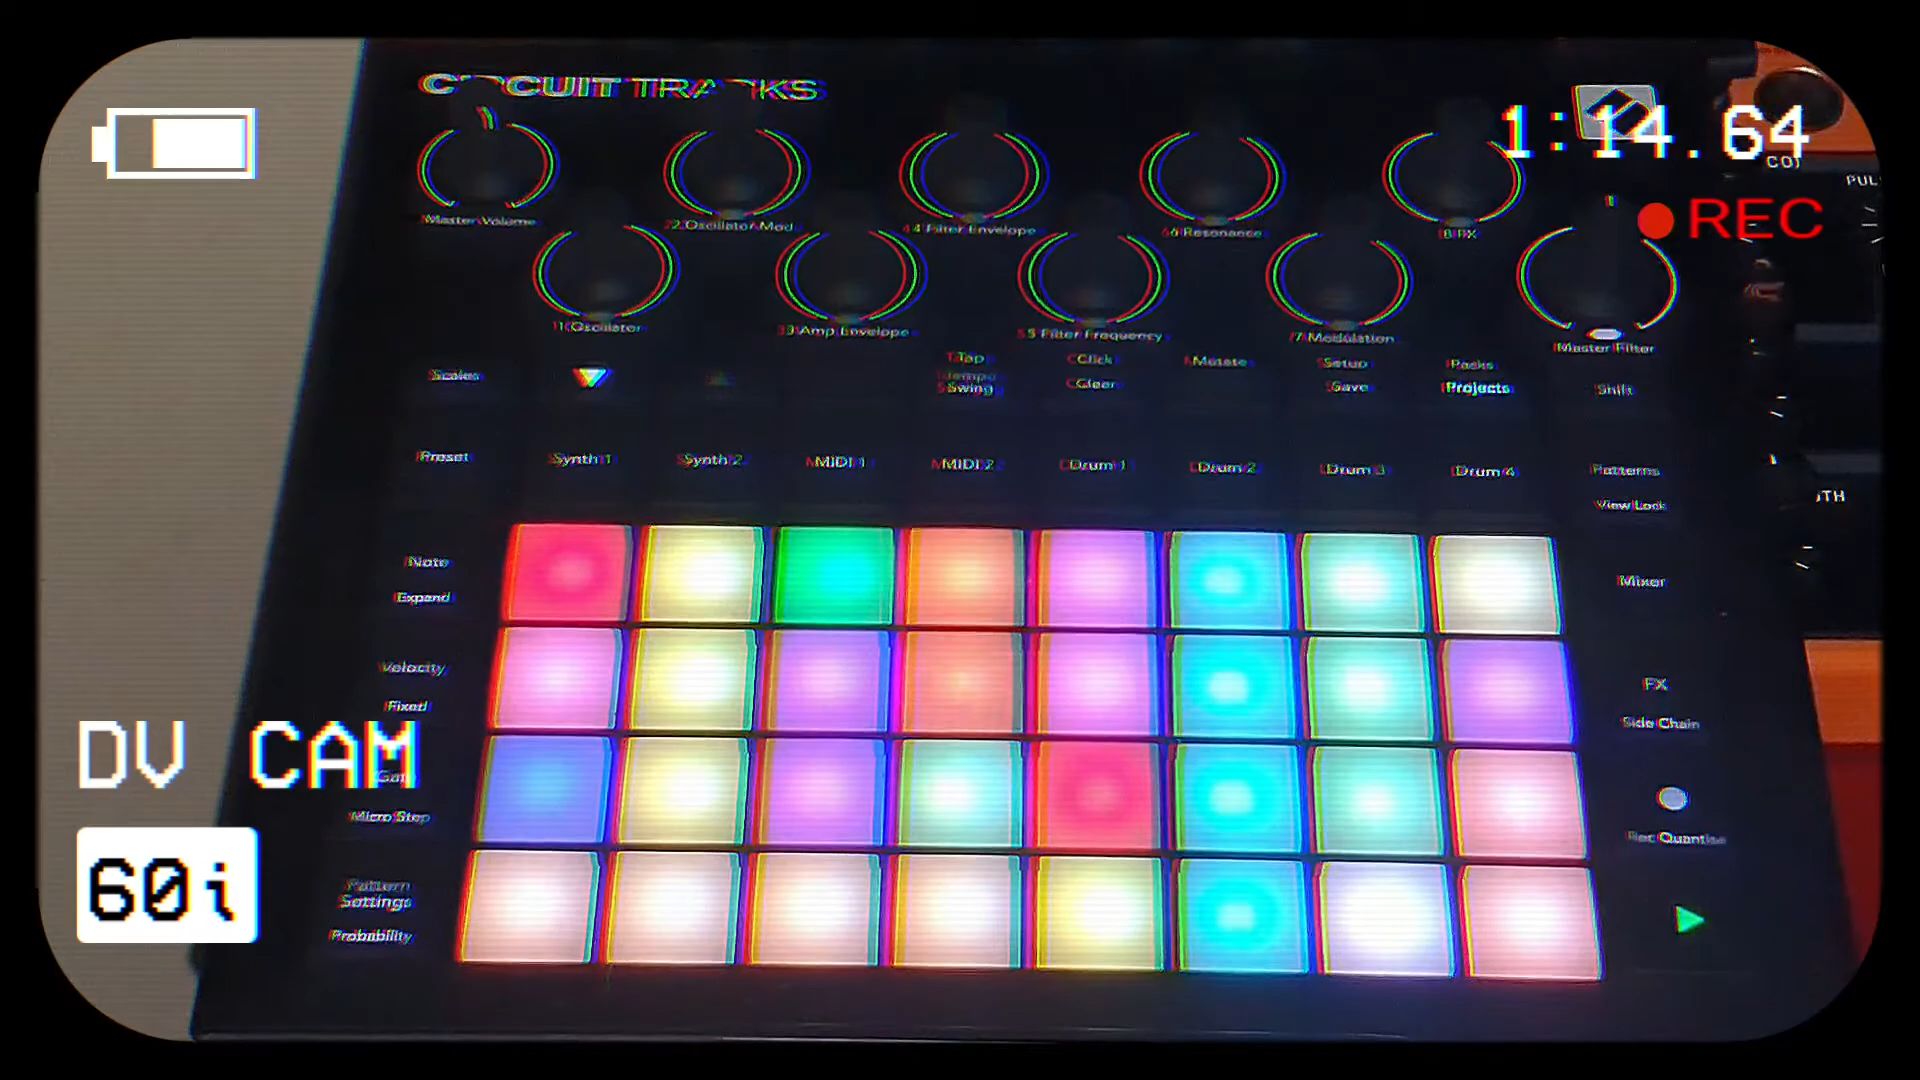 CIRCUIT TRACKS
1:14.64
REC
PUL
Master Volume
2 Oscillator Mod
4 Filter Envelope
6 Resonance
8 FX
1 Oscillator
3 Amp Envelope
5 Filter Frequency
7 Modulation
Master Filter
Scales
Tap
Tempo
Swing
Click
Clear
Mutate
Setup
Save
Packs
Projects
Shift
Preset
Synth 1
Synth 2
MIDI 1
MIDI 2
Drum 1
Drum 2
Drum 3
Drum 4
Patterns
View Lock
Note
Expand
Mixer
Velocity
Fixed
FX
Side Chain
DV CAM
Gate
Micro Step
Rec Quantise
60i
Pattern
Settings
Probability